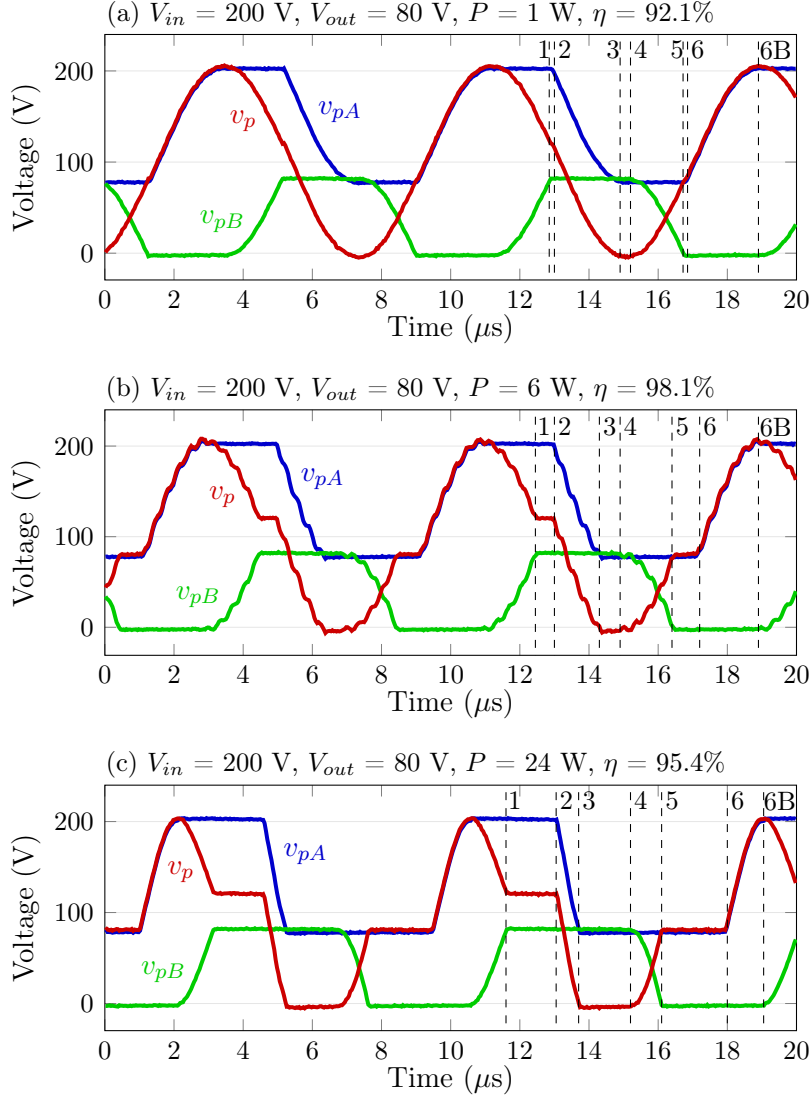 (a) V_in = 200 V, V_out = 80 V, P = 1 W, η = 92.1%
1 2 3 4 5 6 6B
200
100
0
Voltage (V)
v_pA
v_p
v_pB
0 2 4 6 8 10 12 14 16 18 20
Time (μs)
(b) V_in = 200 V, V_out = 80 V, P = 6 W, η = 98.1%
1 2 3 4 5 6 6B
200
100
0
Voltage (V)
v_pA
v_p
v_pB
0 2 4 6 8 10 12 14 16 18 20
Time (μs)
(c) V_in = 200 V, V_out = 80 V, P = 24 W, η = 95.4%
1 2 3 4 5 6 6B
200
100
0
Voltage (V)
v_pA
v_p
v_pB
0 2 4 6 8 10 12 14 16 18 20
Time (μs)